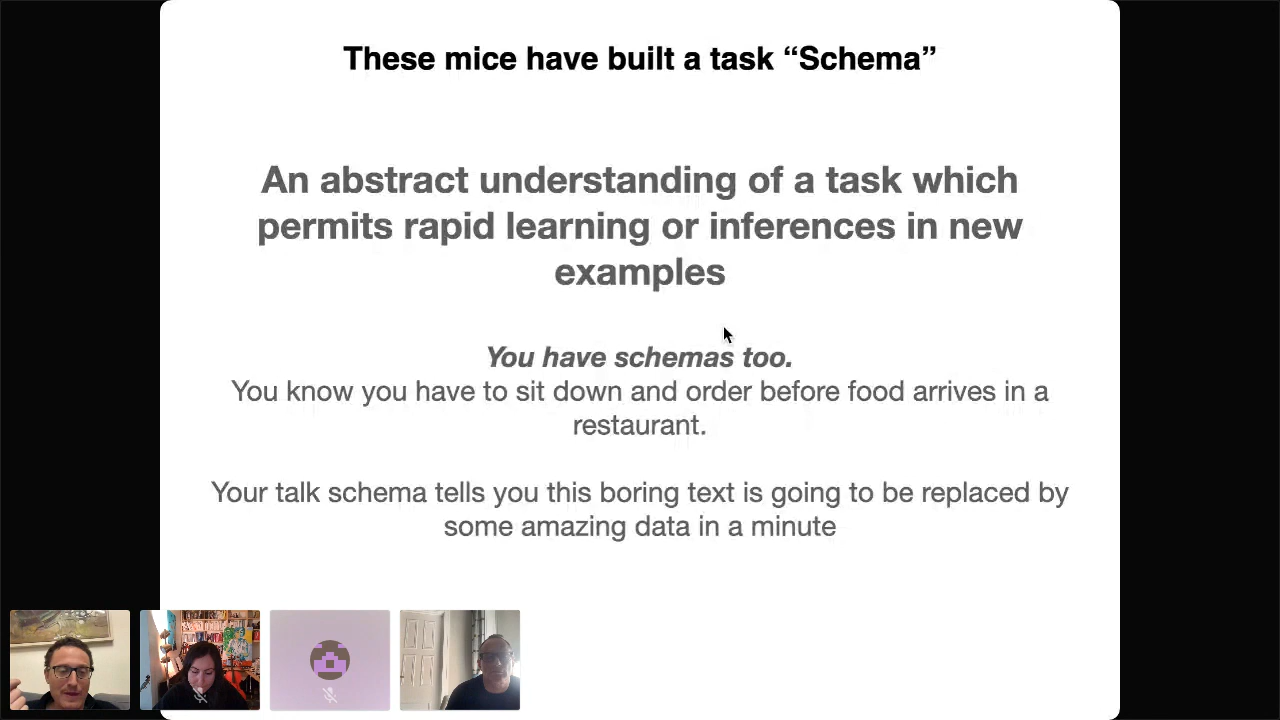 These mice have built a task “Schema”
An abstract understanding of a task which
permits rapid learning or inferences in new
examples
You have schemas too.
You know you have to sit down and order before food arrives in a
restaurant.
Your talk schema tells you this boring text is going to be replaced by
some amazing data in a minute